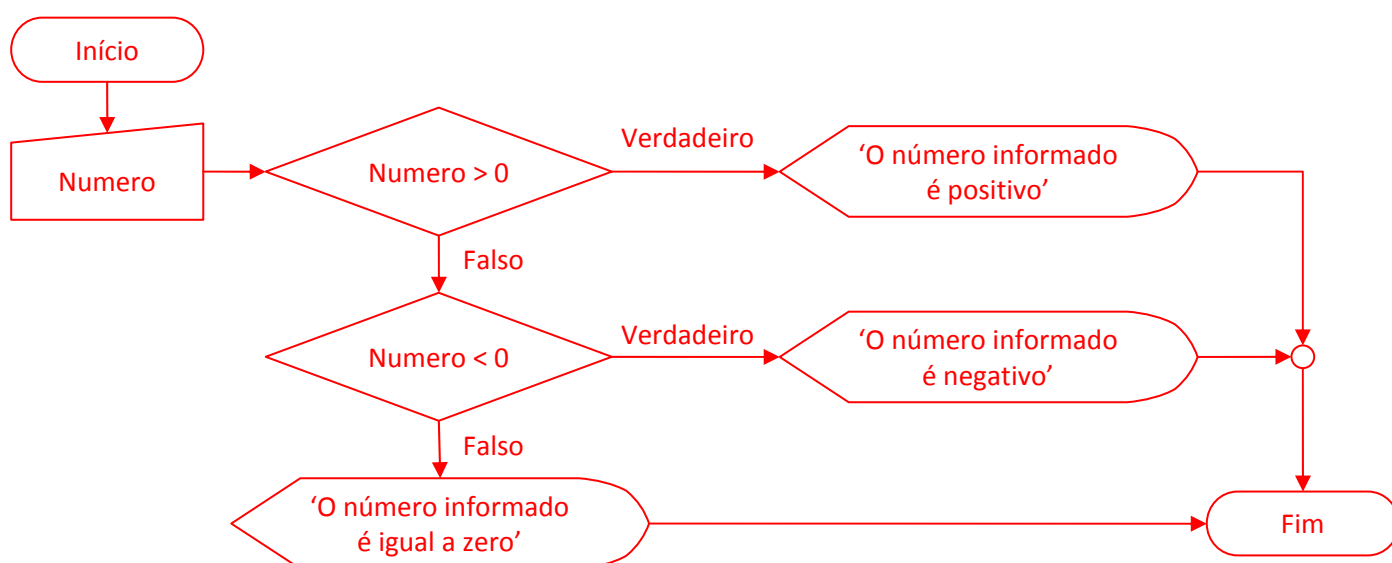 Início
Numero
Numero > 0
Verdadeiro
‘O número informado
é positivo’
Falso
Numero < 0
Verdadeiro
‘O número informado
é negativo’
Falso
‘O número informado
é igual a zero’
Fim